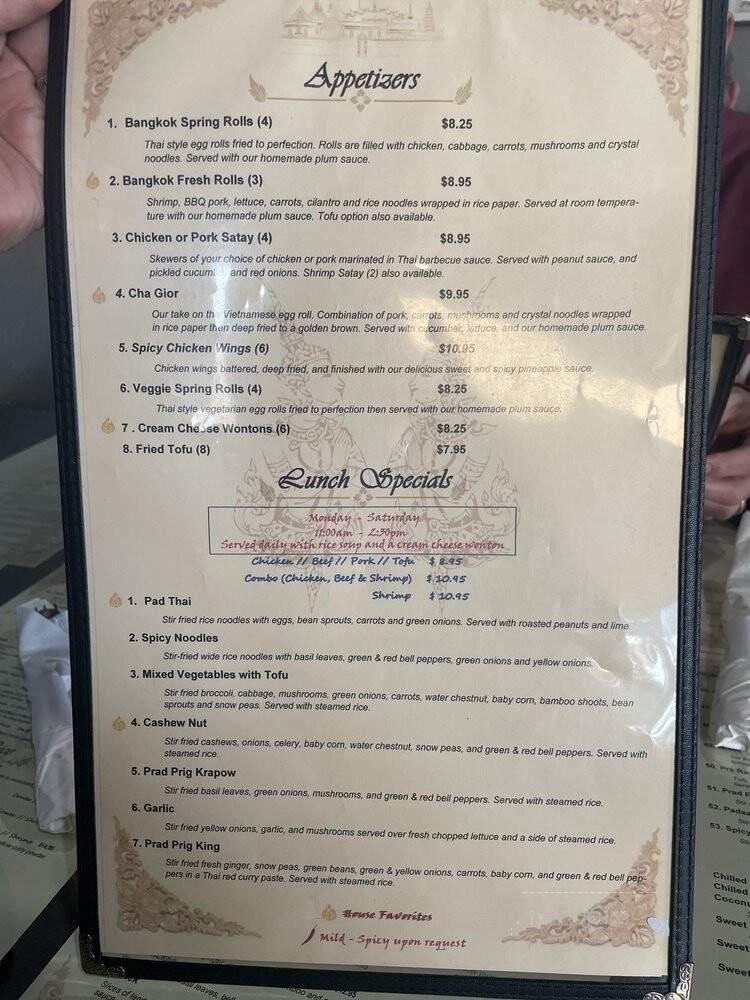 Appetizers
1. Bangkok Spring Rolls (4) $8.25
Thai style egg rolls fried to perfection. Rolls are filled with chicken, cabbage, carrots, mushrooms and crystal
noodles. Served with our homemade plum sauce.
2. Bangkok Fresh Rolls (3) $8.95
Shrimp, BBQ pork, lettuce, carrots, cilantro and rice noodles wrapped in rice paper. Served at room tempera-
ture with our homemade plum sauce. Tofu option also available.
3. Chicken or Pork Satay (4) $8.95
Skewers of your choice of chicken or pork marinated in Thai barbecue sauce. Served with peanut sauce, and
pickled cucum and red onions. Shrimp Satay (2) also available.
4. Cha Gior $9.95
Our take on the Vietnamese egg roll. Combination of pork, carrots, mushrooms and crystal noodles wrapped
in rice paper then deep fried to a golden brown. Served with cucumber, lettuce, and our homemade plum sauce.
5. Spicy Chicken Wings (6) $10.95
Chicken wings battered, deep fried, and finished with our delicious sweet and spicy pineapple sauce.
6. Veggie Spring Rolls (4) $8.25
Thai style vegetarian egg rolls fried to perfection then served with our homemade plum sauce.
7 . Cream Cheese Wontons (6) $8.25
8. Fried Tofu (8) $7.95
Lunch Specials
Monday - Saturday
11:00am - 2:30pm
Served daily with rice soup and a cream cheese wonton
Chicken // Beef // Pork // Tofu $ 8.95
Combo (Chicken, Beef & Shrimp) $ 10.95
Shrimp $ 10.95
1. Pad Thai
Stir fried rice noodles with eggs, bean sprouts, carrots and green onions. Served with roasted peanuts and lime.
2. Spicy Noodles
Stir-fried wide rice noodles with basil leaves, green & red bell peppers, green onions and yellow onions.
3. Mixed Vegetables with Tofu
Stir fried broccoli, cabbage, mushrooms, green onions, carrots, water chestnut, baby corn, bamboo shoots, bean
sprouts and snow peas. Served with steamed rice.
4. Cashew Nut
Stir fried cashews, onions, celery, baby corn, water chestnut, snow peas, and green & red bell peppers. Served with
steamed rice.
5. Prad Prig Krapow
Stir fried basil leaves, green onions, mushrooms, and green & red bell peppers. Served with steamed rice.
6. Garlic
Stir fried yellow onions, garlic, and mushrooms served over fresh chopped lettuce and a side of steamed rice.
7. Prad Prig King
Stir fried fresh ginger, snow peas, green beans, green & yellow onions, carrots, baby corn, and green & red bell pep-
pers in a Thai red curry paste. Served with steamed rice.
House Favorites
Mild - Spicy upon request
51. Prad
52. Padaa
53. Spicy
Chilled
Chilled
Coconu
Sweet
Sweet
Sweet